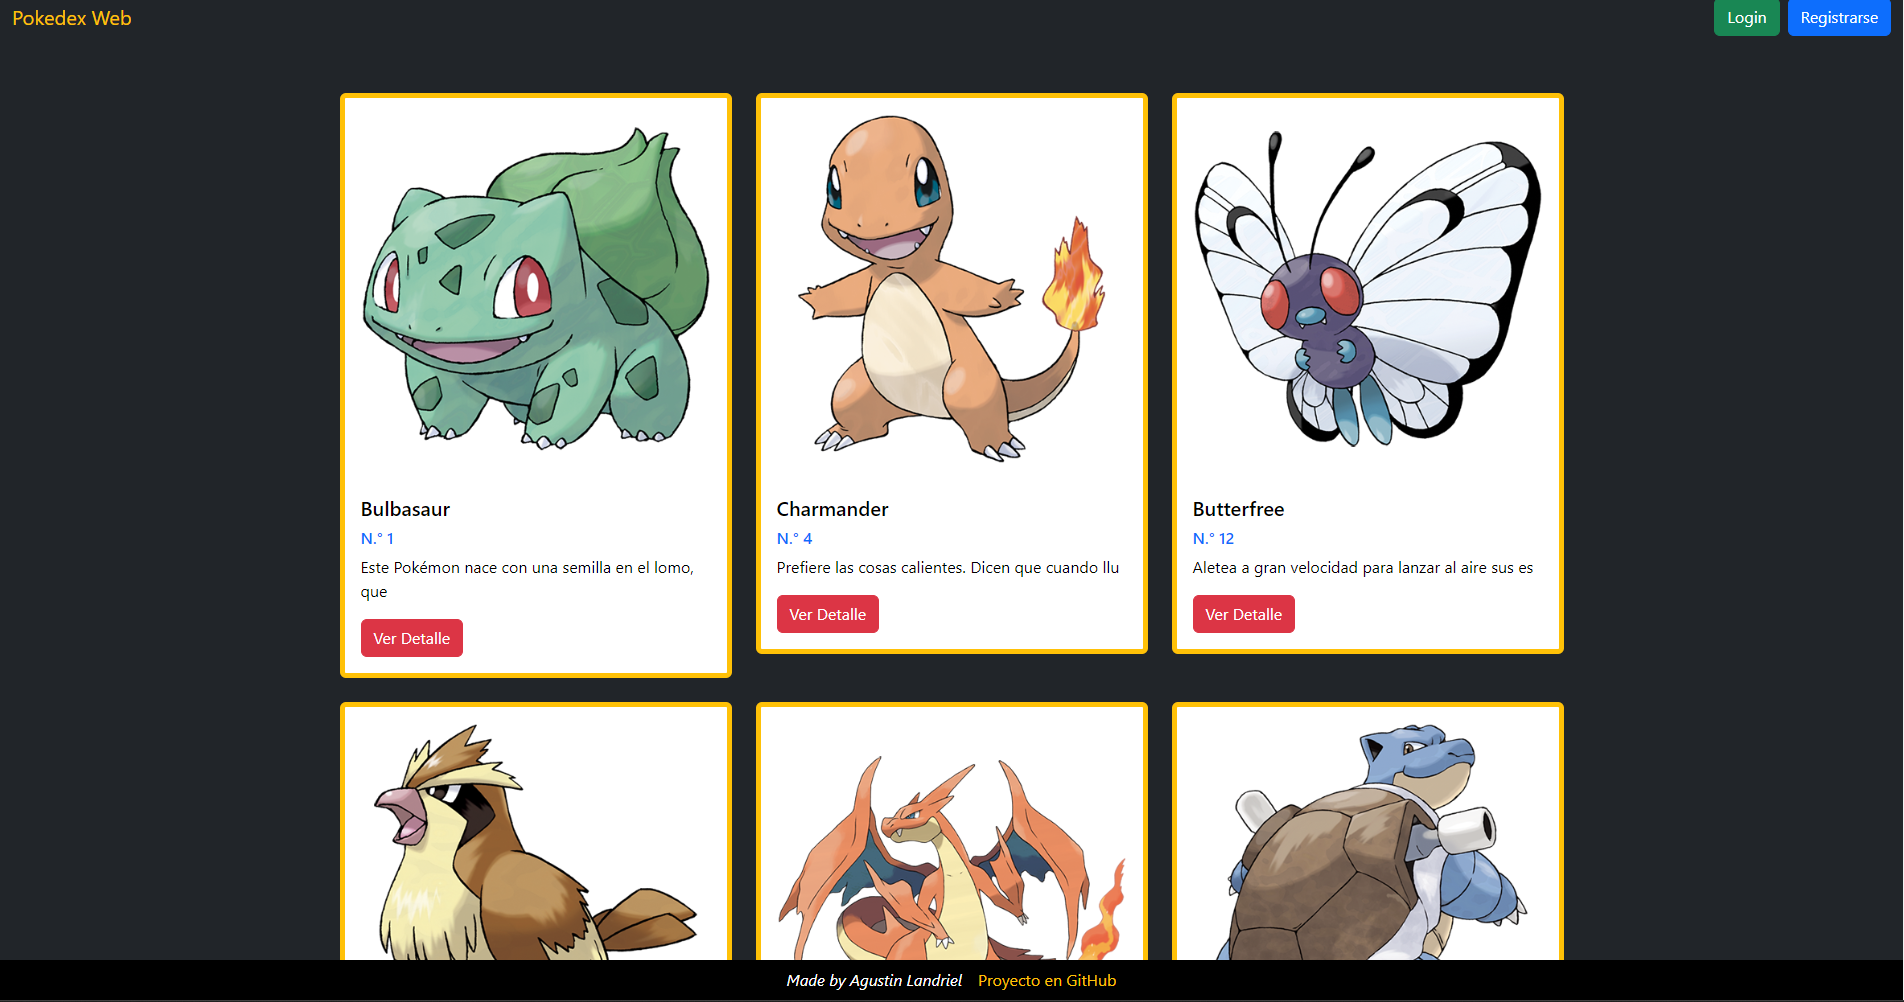 Pokedex Web
Login
Registrarse
Bulbasaur
N.° 1
Este Pokémon nace con una semilla en el lomo,
que
Ver Detalle
Charmander
N.° 4
Prefiere las cosas calientes. Dicen que cuando llu
Ver Detalle
Butterfree
N.° 12
Aletea a gran velocidad para lanzar al aire sus es
Ver Detalle
Made by Agustin Landriel
Proyecto en GitHub